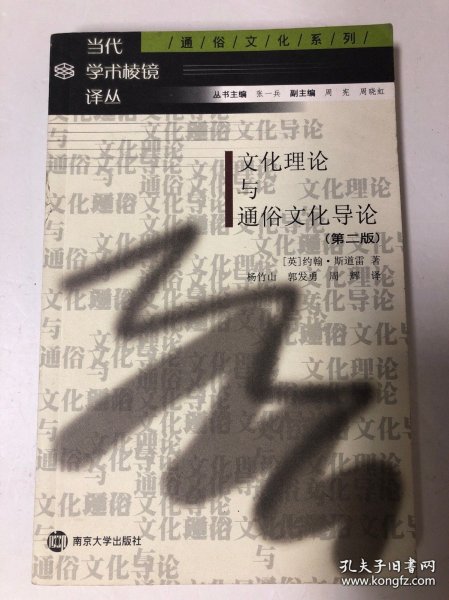 当代
学术棱镜
译丛
/通/俗/文/化/系/列/
丛书主编 张一兵 副主编 周 宪 周晓虹
文化理论
与
通俗文化导论
(第二版)
[英]约翰·斯道雷 著
杨竹山 郭发勇 周 辉 译
南京大学出版社
孔夫子旧书网
www.kongfz.com